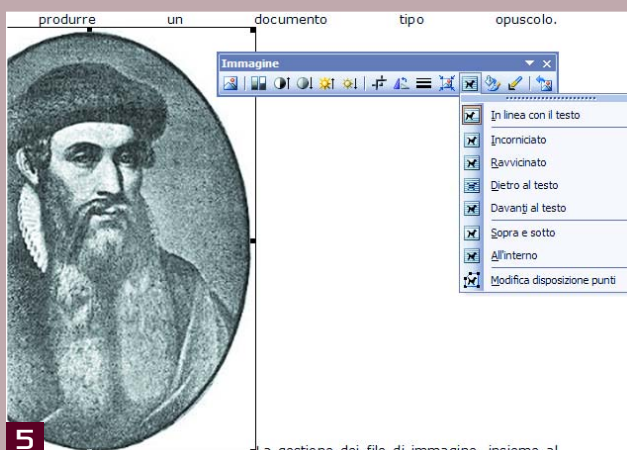 produrre un documento tipo opuscolo.
Immagine
In linea con il testo
Incorniciato
Ravvicinato
Dietro al testo
Davanti al testo
Sopra e sotto
All'interno
Modifica disposizione punti
La gestione dei file di immagine, insieme al
5